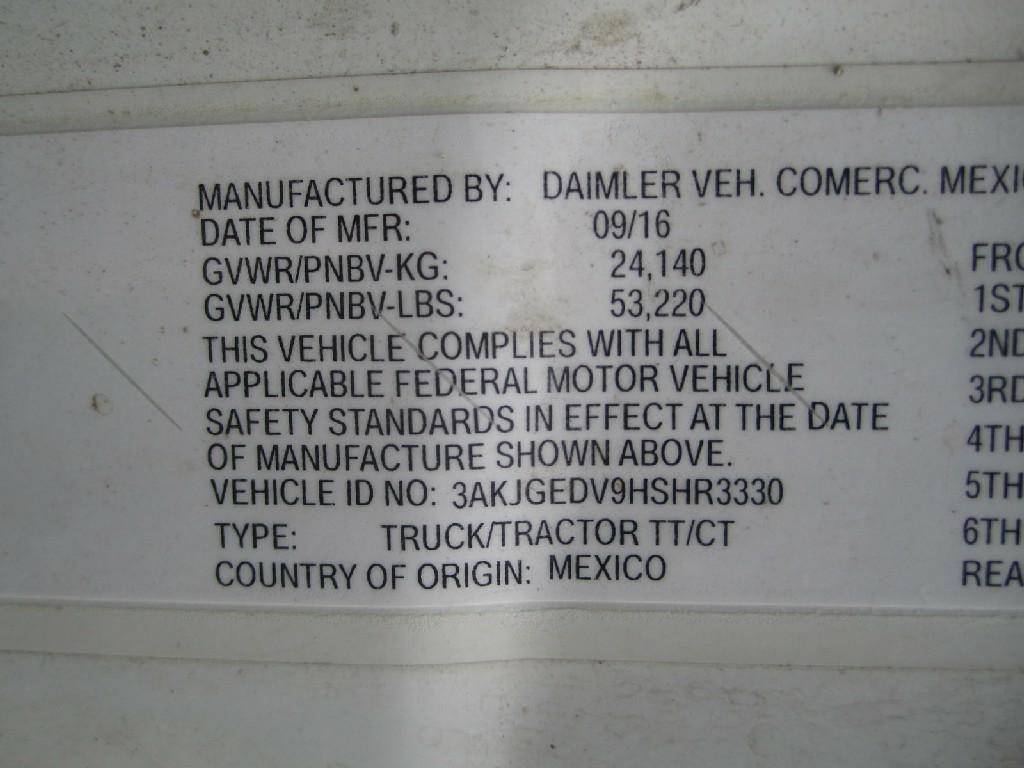 MANUFACTURED BY: DAIMLER VEH. COMERC.
DATE OF MFR: 09/16
GVWR/PNBV-KG: 24,140
GVWR/PNBV-LBS: 53,220
THIS VEHICLE COMPLIES WITH ALL
APPLICABLE FEDERAL MOTOR VEHICLE
SAFETY STANDARDS IN EFFECT AT THE DATE
OF MANUFACTURE SHOWN ABOVE.
VEHICLE ID NO: 3AKJGEDV9HSHR3330
TYPE: TRUCK/TRACTOR TT/CT
COUNTRY OF ORIGIN: MEXICO
1ST
2ND
3RD
4TH
5TH
6TH